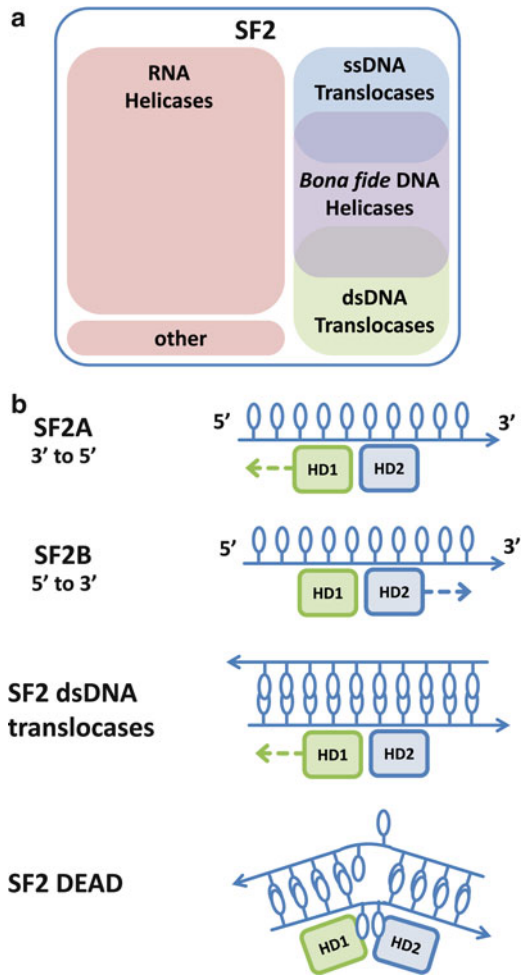 a
SF2
RNA
Helicases
ssDNA
Translocases
Bona fide DNA
Helicases
dsDNA
Translocases
other
b
SF2A
3’ to 5’
5’
3’
HD1
HD2
SF2B
5’ to 3’
5’
3’
HD1
HD2
SF2 dsDNA
translocases
HD1
HD2
SF2 DEAD
HD1
HD2